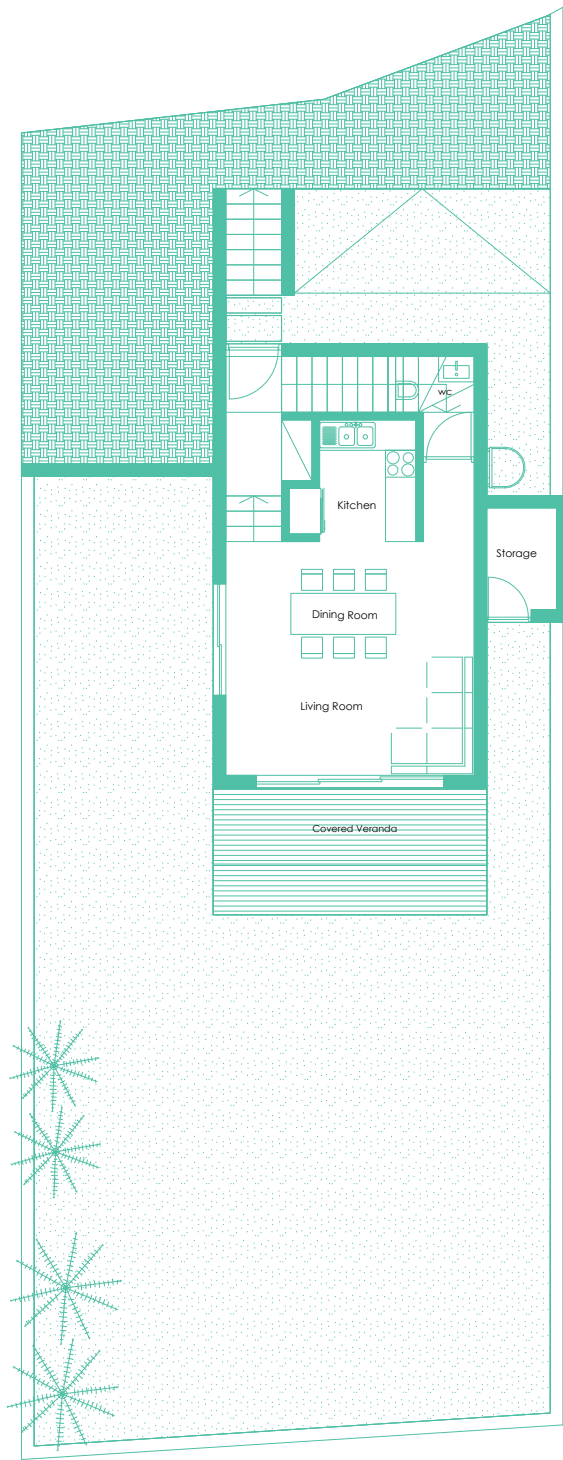 WC
Kitchen
Storage
Dining Room
Living Room
Covered Veranda